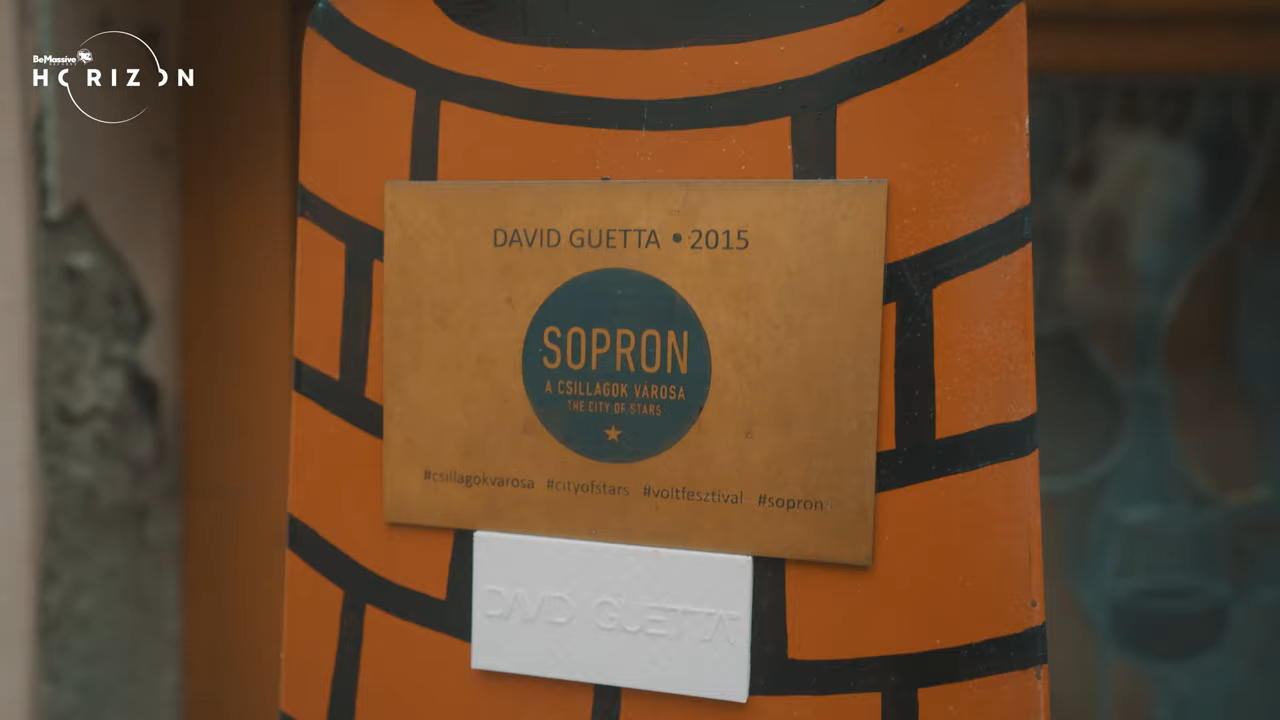 BeMassive
HORIZON
DAVID GUETTA • 2015
SOPRON
A CSILLAGOK VÁROSA
THE CITY OF STARS
#csillagokvarosa #cityofstars #voltfesztival #sopron
DAVID GUETTA